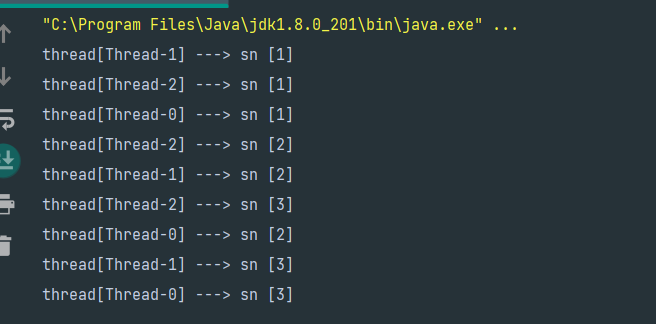 "C:\Program Files\Java\jdk1.8.0_201\bin\java.exe" ...
thread[Thread-1] ---> sn [1]
thread[Thread-2] ---> sn [1]
thread[Thread-0] ---> sn [1]
thread[Thread-2] ---> sn [2]
thread[Thread-1] ---> sn [2]
thread[Thread-2] ---> sn [3]
thread[Thread-0] ---> sn [2]
thread[Thread-1] ---> sn [3]
thread[Thread-0] ---> sn [3]